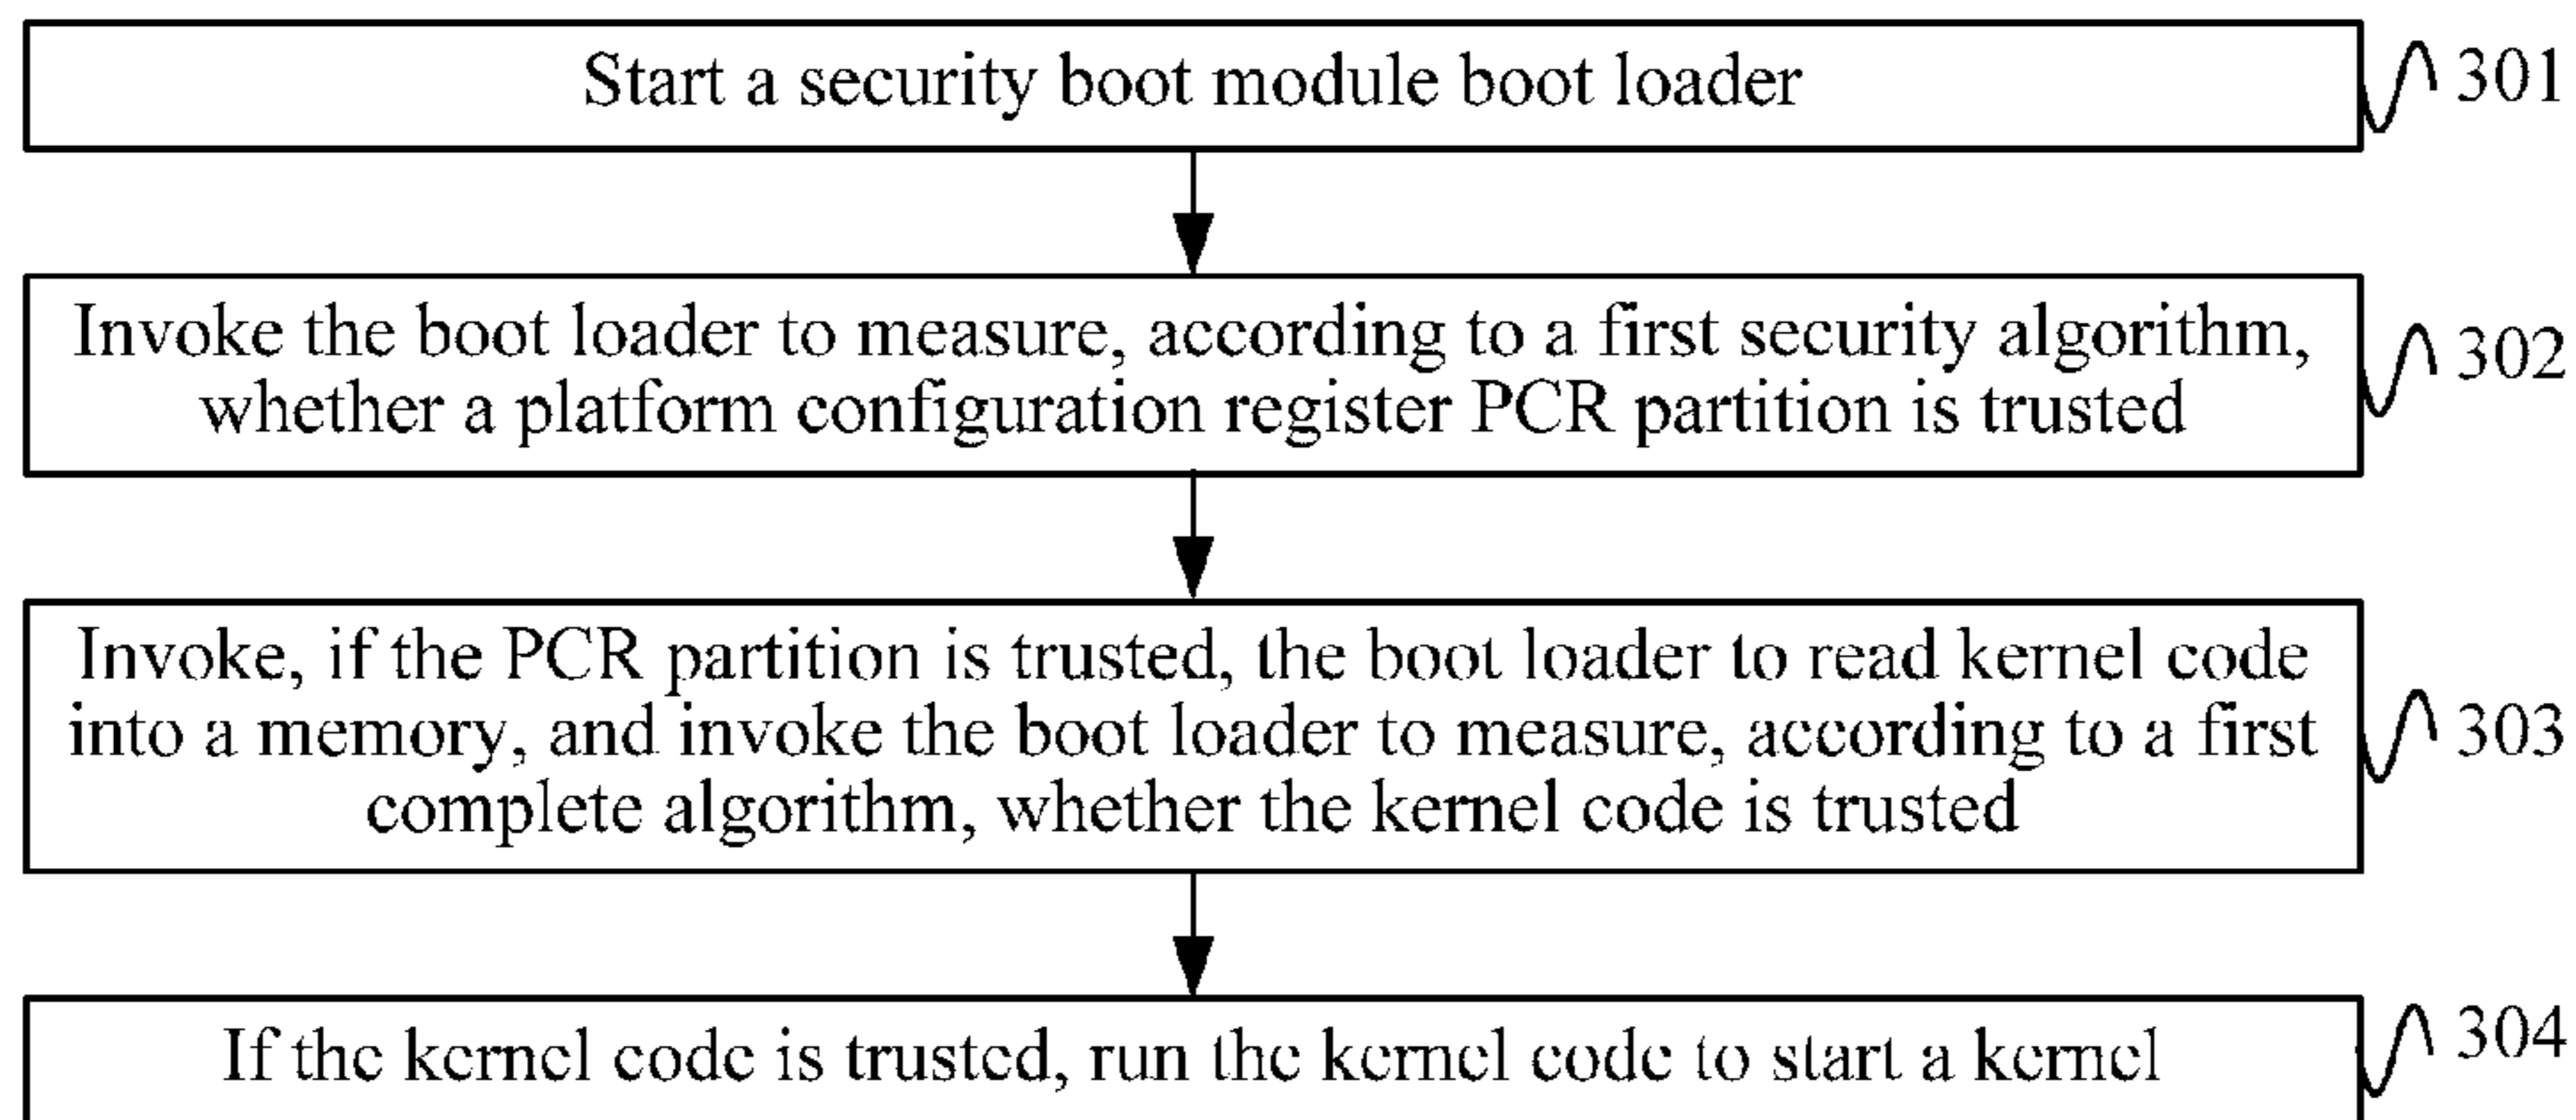 Start a security boot module boot loader
301
Invoke the boot loader to measure, according to a first security algorithm,
whether a platform configuration register PCR partition is trusted
302
Invoke, if the PCR partition is trusted, the boot loader to read kernel code
into a memory, and invoke the boot loader to measure, according to a first
complete algorithm, whether the kernel code is trusted
303
If the kernel code is trusted, run the kernel code to start a kernel
304